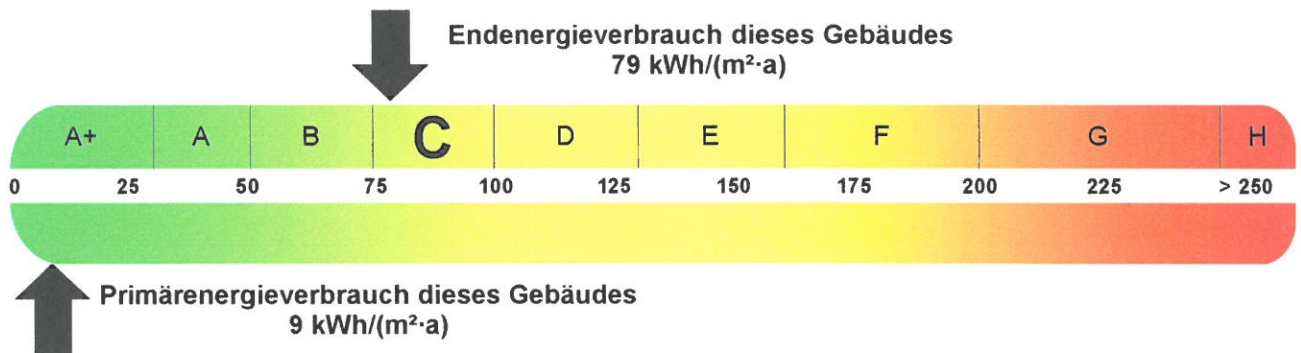 Endenergieverbrauch dieses Gebäudes
79 kWh/(m²·a)
A+ A B C D E F G H
0 25 50 75 100 125 150 175 200 225 > 250
Primärenergieverbrauch dieses Gebäudes
9 kWh/(m²·a)